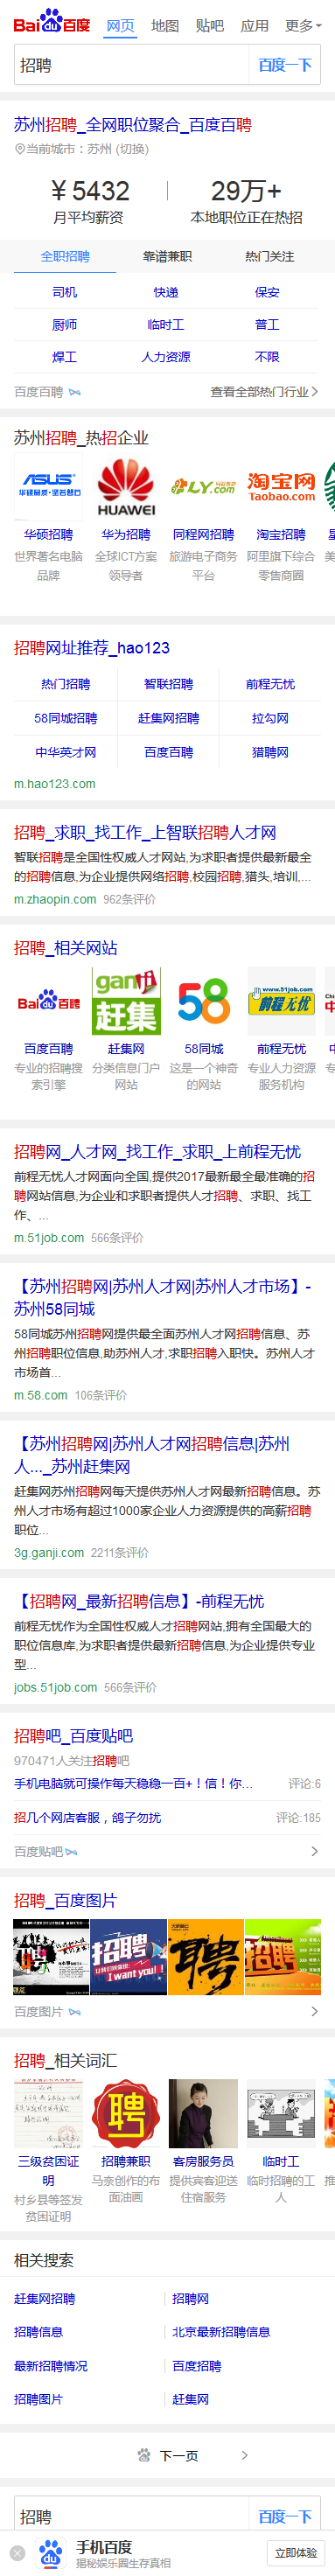 Bai百度 网页 地图 贴吧 应用 更多
招聘 百度一下
苏州招聘_全网职位聚合_百度百聘
当前城市：苏州 (切换)
￥5432 29万+
月平均薪资 本地职位正在热招
全职招聘 靠谱兼职 热门关注
司机 快递 保安
厨师 临时工 普工
焊工 人力资源 不限
百度百聘 查看全部热门行业
苏州招聘_热招企业
ASUS HUAWEI LY.com 淘宝网
华硕品质·坚若磐石 Taobao.com
华硕招聘 华为招聘 同程网招聘 淘宝招聘 星
世界著名电脑 全球ICT方案 旅游电子商务 阿里旗下综合 美
品牌 领导者 平台 零售商圈
招聘网址推荐_hao123
热门招聘 智联招聘 前程无忧
58同城招聘 赶集网招聘 拉勾网
中华英才网 百度百聘 猎聘网
m.hao123.com
招聘_求职_找工作_上智联招聘人才网
智联招聘是全国性权威人才网站,为求职者提供最新最全
的招聘信息,为企业提供网络招聘,校园招聘,猎头,培训,...
m.zhaopin.com 962条评价
招聘_相关网站
Bai百聘 ganji 赶集 58 www.51job.com 前程无忧
百度百聘 赶集网 58同城 前程无忧 中
专业的招聘搜 分类信息门户 这是一个神奇 专业人力资源
索引擎 网站 的网站 服务机构
招聘网_人才网_找工作_求职_上前程无忧
前程无忧人才网面向全国,提供2017最新最全最准确的招
聘网站信息,为企业和求职者提供人才招聘、求职、找工
作、...
m.51job.com 566条评价
【苏州招聘网|苏州人才网|苏州人才市场】-
苏州58同城
58同城苏州招聘网提供最全面苏州人才网招聘信息、苏
州招聘职位信息,助苏州人才,求职招聘入职快。苏州人才
市场首...
m.58.com 106条评价
【苏州招聘网|苏州人才网招聘信息|苏州
人..._苏州赶集网
赶集网苏州招聘网每天提供苏州人才网最新招聘信息。苏
州人才市场有超过1000家企业人力资源提供的高薪招聘
职位...
3g.ganji.com 2211条评价
【招聘网_最新招聘信息】-前程无忧
前程无忧作为全国性权威人才招聘网站,拥有全国最大的
职位信息库,为求职者提供最新招聘信息,为企业提供专业
型...
jobs.51job.com 566条评价
招聘吧_百度贴吧
970471人关注招聘吧
手机电脑就可操作每天稳稳一百+！信！你... 评论:6
招几个网店客服，鸽子勿扰 评论:185
百度贴吧
招聘_百度图片
招聘 招聘 I want you!! 聘 招聘
百度图片
招聘_相关词汇
聘
三级贫困证 招聘兼职 客房服务员 临时工
明 马奈创作的布 提供宾客迎送 临时招聘的工 推
村乡县等签发 面油画 住宿服务 人
贫困证明
相关搜索
赶集网招聘 招聘网
招聘信息 北京最新招聘信息
最新招聘情况 百度招聘
招聘图片 赶集网
下一页
招聘 百度一下
手机百度 立即体验
揭秘娱乐圈生存真相